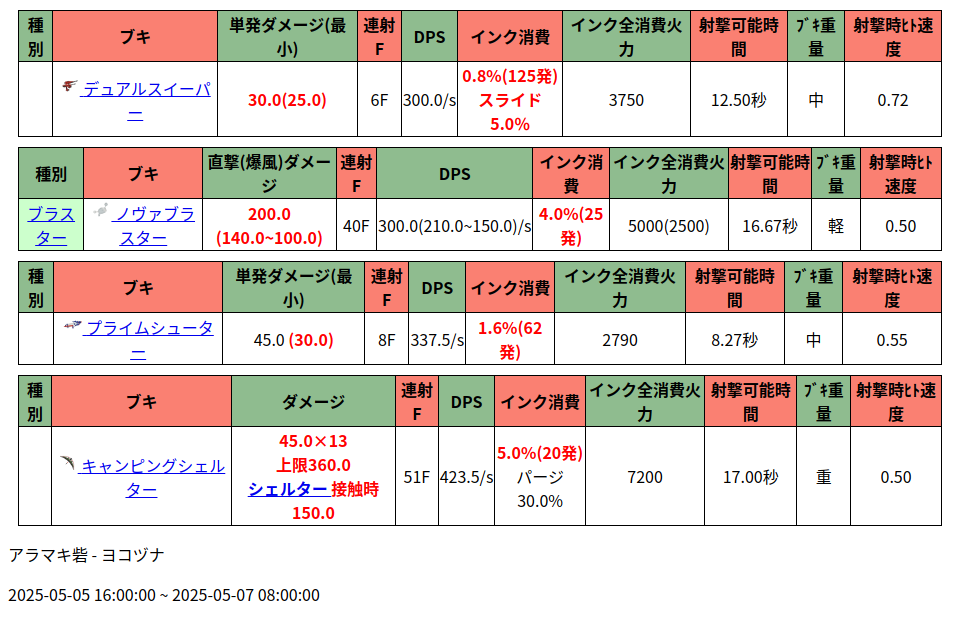 種別 ブキ 単発ダメージ(最小) 連射F DPS インク消費 インク全消費火力 射撃可能時間 ﾌﾞｷ重量 射撃時ﾋﾄ速度
デュアルスイーパー 30.0(25.0) 6F 300.0/s 0.8%(125発) スライド 5.0% 3750 12.50秒 中 0.72
種別 ブキ 直撃(爆風)ダメージ 連射F DPS インク消費 インク全消費火力 射撃可能時間 ﾌﾞｷ重量 射撃時ﾋﾄ速度
ブラスター ノヴァブラスター 200.0 (140.0~100.0) 40F 300.0(210.0~150.0)/s 4.0%(25発) 5000(2500) 16.67秒 軽 0.50
種別 ブキ 単発ダメージ(最小) 連射F DPS インク消費 インク全消費火力 射撃可能時間 ﾌﾞｷ重量 射撃時ﾋﾄ速度
プライムシューター 45.0 (30.0) 8F 337.5/s 1.6%(62発) 2790 8.27秒 中 0.55
種別 ブキ ダメージ 連射F DPS インク消費 インク全消費火力 射撃可能時間 ﾌﾞｷ重量 射撃時ﾋﾄ速度
キャンピングシェルター 45.0×13 上限360.0 シェルター 接触時 150.0 51F 423.5/s 5.0%(20発) パージ 30.0% 7200 17.00秒 重 0.50
アラマキ砦 - ヨコヅナ
2025-05-05 16:00:00 ~ 2025-05-07 08:00:00